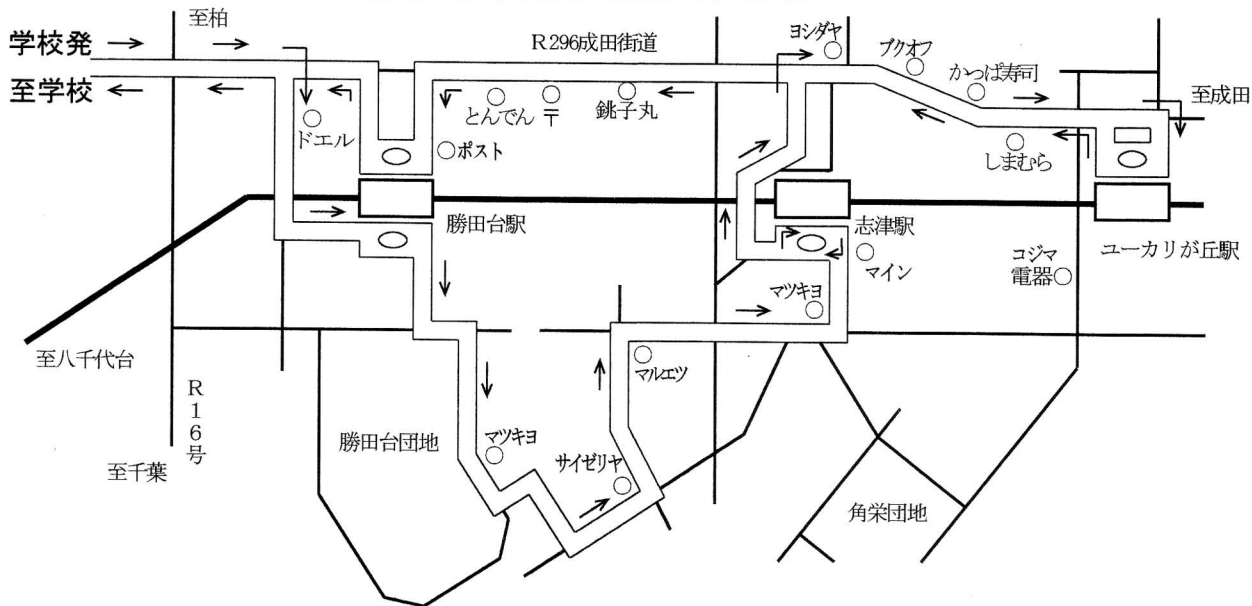 至柏
学校発
R296成田街道
ヨシダヤ
ブクオフ
かっぱ寿司
至学校
至成田
ドエル
とんでん
〒
銚子丸
ポスト
しまむら
勝田台駅
志津駅
マイン
ユーカリが丘駅
コジマ
電器
マツキヨ
至八千代台
R16号
マルエツ
勝田台団地
マツキヨ
サイゼリヤ
至千葉
角栄団地